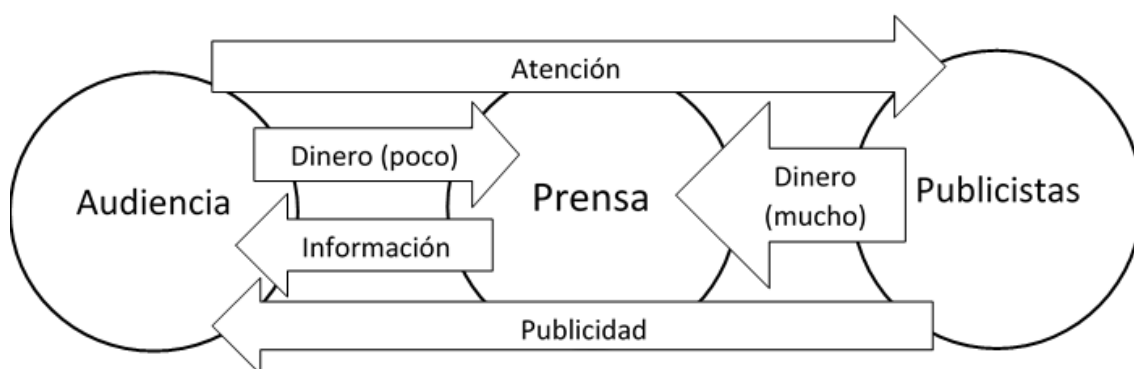 Atención
Dinero (poco)
Audiencia
Información
Prensa
Dinero
(mucho)
Publicistas
Publicidad